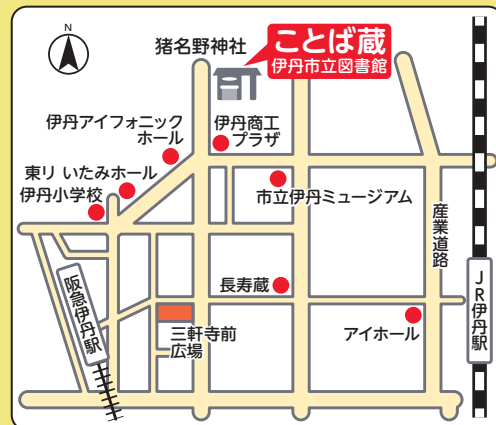 N
猪名野神社
ことば蔵
伊丹市立図書館
伊丹アイフォニック
ホール
伊丹商工
プラザ
東リ いたみホール
伊丹小学校
市立伊丹ミュージアム
産業道路
JR伊丹駅
阪急伊丹駅
長寿蔵
三軒寺前
広場
アイホール